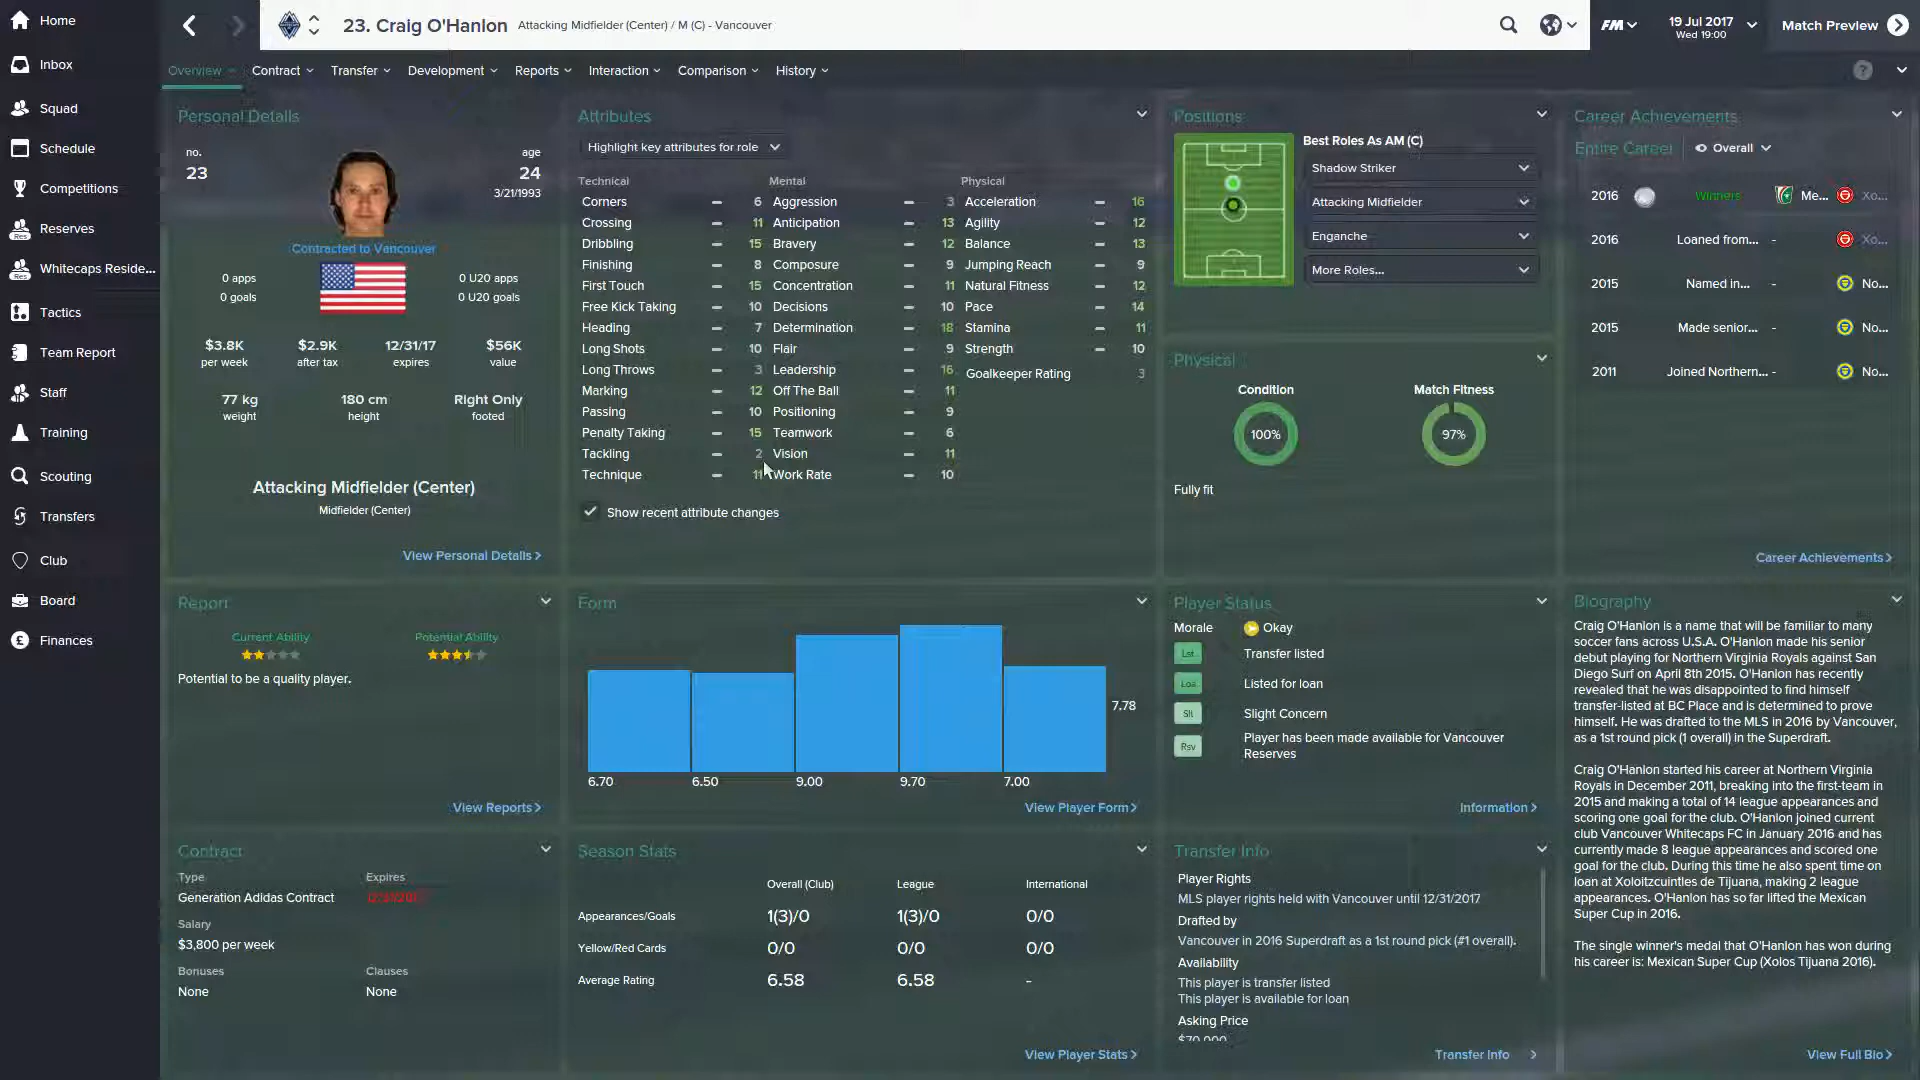 Home
Inbox
Squad
Schedule
Competitions
Reserves
Whitecaps Reside...
Tactics
Team Report
Staff
Training
Scouting
Transfers
Club
Board
Finances
23. Craig O'Hanlon
Attacking Midfielder (Center) / M (C) - Vancouver
FM
19 Jul 2017
Wed 19:00
Match Preview
Overview
Contract
Transfer
Development
Reports
Interaction
Comparison
History
Personal Details
no.
23
age
24
3/21/1993
Contracted to Vancouver
0 apps
0 goals
0 U20 apps
0 U20 goals
$3.8K
per week
$2.9K
after tax
12/31/17
expires
$56K
value
77 kg
weight
180 cm
height
Right Only
footed
Attacking Midfielder (Center)
Midfielder (Center)
View Personal Details >
Attributes
Highlight key attributes for role
Technical
Corners - 6
Crossing - 11
Dribbling - 15
Finishing - 8
First Touch - 15
Free Kick Taking - 10
Heading - 7
Long Shots - 10
Long Throws - 3
Marking - 12
Passing - 10
Penalty Taking - 15
Tackling - 2
Technique - 11
Mental
Aggression - 3
Anticipation - 13
Bravery - 12
Composure - 9
Concentration - 11
Decisions - 10
Determination - 18
Flair - 9
Leadership - 16
Off The Ball - 11
Positioning - 9
Teamwork - 6
Vision - 11
Work Rate - 10
Physical
Acceleration - 16
Agility - 12
Balance - 13
Jumping Reach - 9
Natural Fitness - 12
Pace - 14
Stamina - 11
Strength - 10
Goalkeeper Rating 3
Show recent attribute changes
Positions
Best Roles As AM (C)
Shadow Striker
Attacking Midfielder
Enganche
More Roles...
Physical
Condition
100%
Match Fitness
97%
Fully fit
Career Achievements
Entire Career
Overall
2016 Winners Me... Xo...
2016 Loaned from... - Xo...
2015 Named in... - No...
2015 Made senior... - No...
2011 Joined Northern... - No...
Career Achievements >
Report
Current Ability
Potential Ability
Potential to be a quality player.
View Reports >
Form
7.78
6.70
6.50
9.00
9.70
7.00
View Player Form >
Player Status
Morale
Okay
Lst Transfer listed
Loa Listed for loan
Slt Slight Concern
Rsv Player has been made available for Vancouver
Reserves
Information >
Biography
Craig O'Hanlon is a name that will be familiar to many
soccer fans across U.S.A. O'Hanlon made his senior
debut playing for Northern Virginia Royals against San
Diego Surf on April 8th 2015. O'Hanlon has recently
revealed that he was disappointed to find himself
transfer-listed at BC Place and is determined to prove
himself. He was drafted to the MLS in 2016 by Vancouver,
as a 1st round pick (1 overall) in the Superdraft.
Craig O'Hanlon started his career at Northern Virginia
Royals in December 2011, breaking into the first-team in
2015 and making a total of 14 league appearances and
scoring one goal for the club. O'Hanlon joined current
club Vancouver Whitecaps FC in January 2016 and has
currently made 8 league appearances and scored one
goal for the club. During this time he also spent time on
loan at Xoloitzcuintles de Tijuana, making 2 league
appearances. O'Hanlon has so far lifted the Mexican
Super Cup in 2016.
The single winner's medal that O'Hanlon has won during
his career is: Mexican Super Cup (Xolos Tijuana 2016).
View Full Bio >
Contract
Type
Generation Adidas Contract
Expires
Salary
$3,800 per week
Bonuses
None
Clauses
None
Season Stats
Overall (Club)
League
International
Appearances/Goals 1(3)/0 1(3)/0 0/0
Yellow/Red Cards 0/0 0/0 0/0
Average Rating 6.58 6.58 -
View Player Stats >
Transfer Info
Player Rights
MLS player rights held with Vancouver until 12/31/2017
Drafted by
Vancouver in 2016 Superdraft as a 1st round pick (#1 overall).
Availability
This player is transfer listed
This player is available for loan
Asking Price
$70,000
Transfer Info >